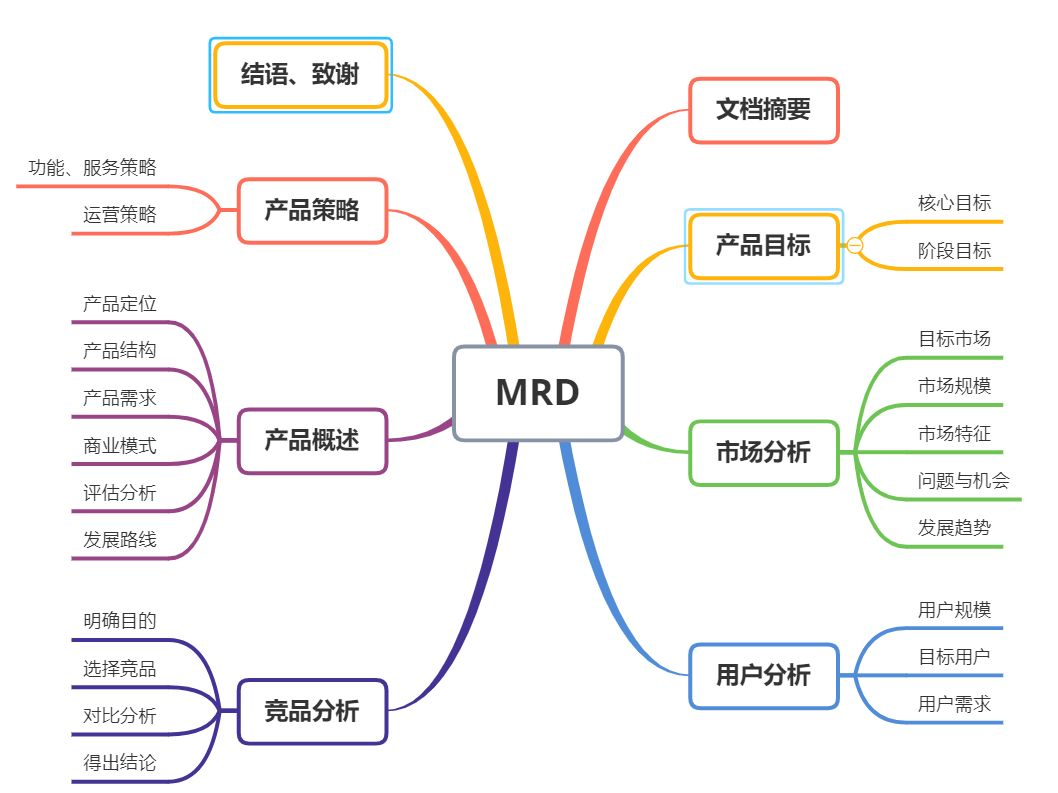 MRD
文档摘要
产品目标
核心目标
阶段目标
市场分析
目标市场
市场规模
市场特征
问题与机会
发展趋势
用户分析
用户规模
目标用户
用户需求
竞品分析
明确目的
选择竞品
对比分析
得出结论
产品概述
产品定位
产品结构
产品需求
商业模式
评估分析
发展路线
产品策略
功能、服务策略
运营策略
结语、致谢